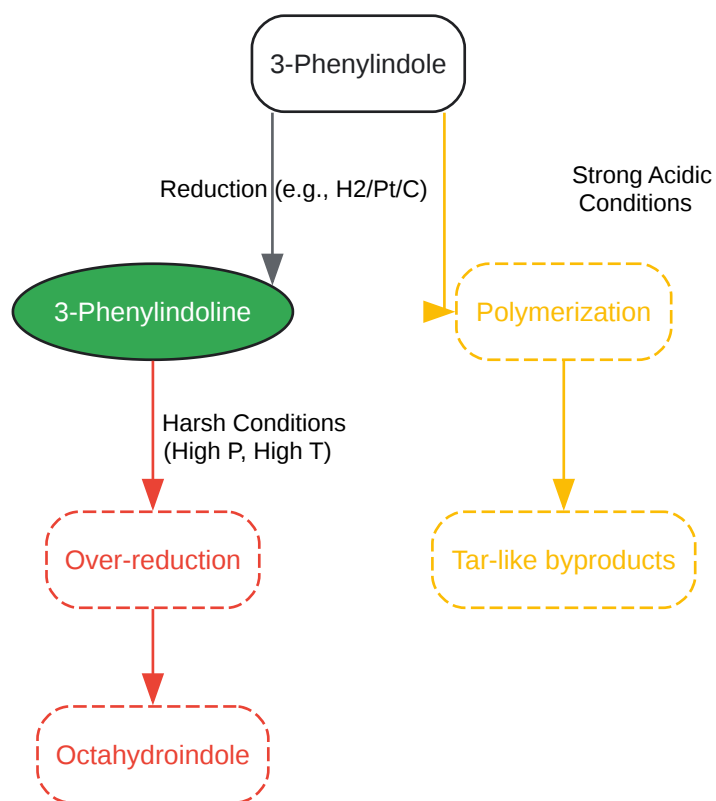 3-Phenylindole
Reduction (e.g., H2/Pt/C)
Strong Acidic
Conditions
3-Phenylindoline
Polymerization
Harsh Conditions
(High P, High T)
Over-reduction
Tar-like byproducts
Octahydroindole